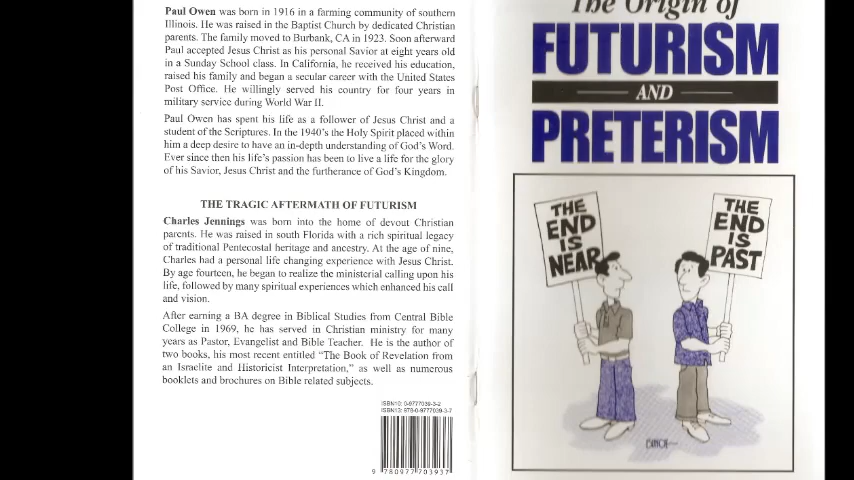 Paul Owen was born in 1916 in a farming community of southern
Illinois. He was raised in the Baptist Church by dedicated Christian
parents. The family moved to Burbank, CA in 1923. Soon afterward
Paul accepted Jesus Christ as his personal Savior at eight years old
in a Sunday School class. In California, he received his education,
raised his family and began a secular career with the United States
Post Office. He willingly served his country for four years in
military service during World War II.
Paul Owen has spent his life as a follower of Jesus Christ and a
student of the Scriptures. In the 1940's the Holy Spirit placed within
him a deep desire to have an in-depth understanding of God's Word.
Ever since then his life's passion has been to live a life for the glory
of his Savior, Jesus Christ and the furtherance of God's Kingdom.
THE TRAGIC AFTERMATH OF FUTURISM
Charles Jennings was born into the home of devout Christian
parents. He was raised in south Florida with a rich spiritual legacy
of traditional Pentecostal heritage and ancestry. At the age of nine,
Charles had a personal life changing experience with Jesus Christ.
By age fourteen, he began to realize the ministerial calling upon his
life, followed by many spiritual experiences which enhanced his call
and vision.
After earning a BA degree in Biblical Studies from Central Bible
College in 1969, he has served in Christian ministry for many
years as Pastor, Evangelist and Bible Teacher. He is the author of
two books, his most recent entitled "The Book of Revelation from
an Israelite and Historicist Interpretation," as well as numerous
booklets and brochures on Bible related subjects.
ISBN10: 0-9777039-3-2
ISBN13: 978-0-9777039-3-7
9 780977 703937
The Origin of
FUTURISM
AND
PRETERISM
THE
END
IS
NEAR
THE
END
IS
PAST